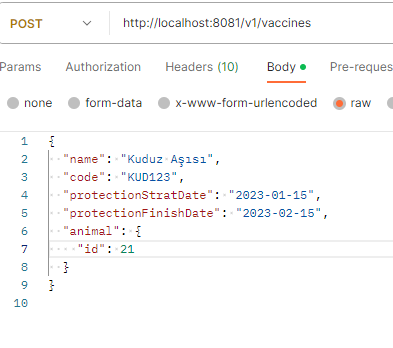 POST http://localhost:8081/v1/vaccines
Params Authorization Headers (10) Body Pre-reques
none form-data x-www-form-urlencoded raw
1 {
2 "name": "Kuduz Aşısı",
3 "code": "KUD123",
4 "protectionStratDate": "2023-01-15",
5 "protectionFinishDate": "2023-02-15",
6 "animal": {
7 "id": 21
8 }
9 }
10